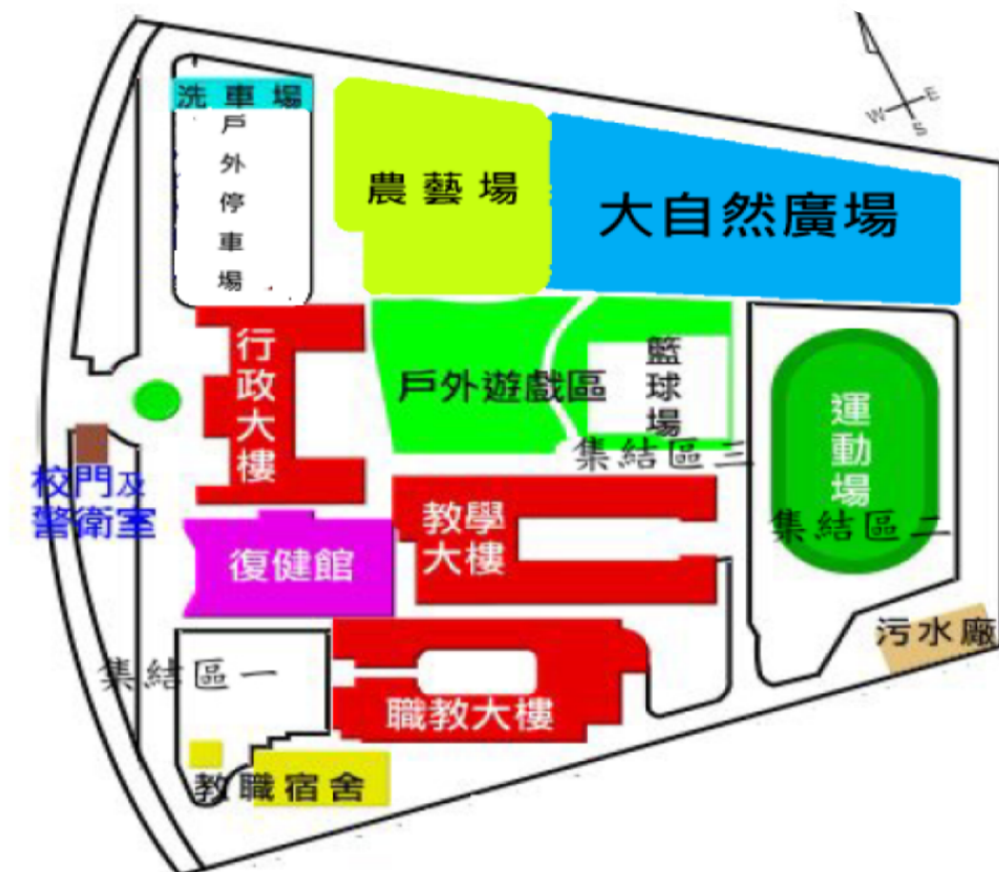 洗車場
戶外停車場
農藝場
大自然廣場
W
E
S
行政大樓
戶外遊戲區
籃球場
運動場
集結區三
校門及
警衛室
教學
大樓
集結區二
復健館
污水廠
集結區一
職教大樓
教職宿舍